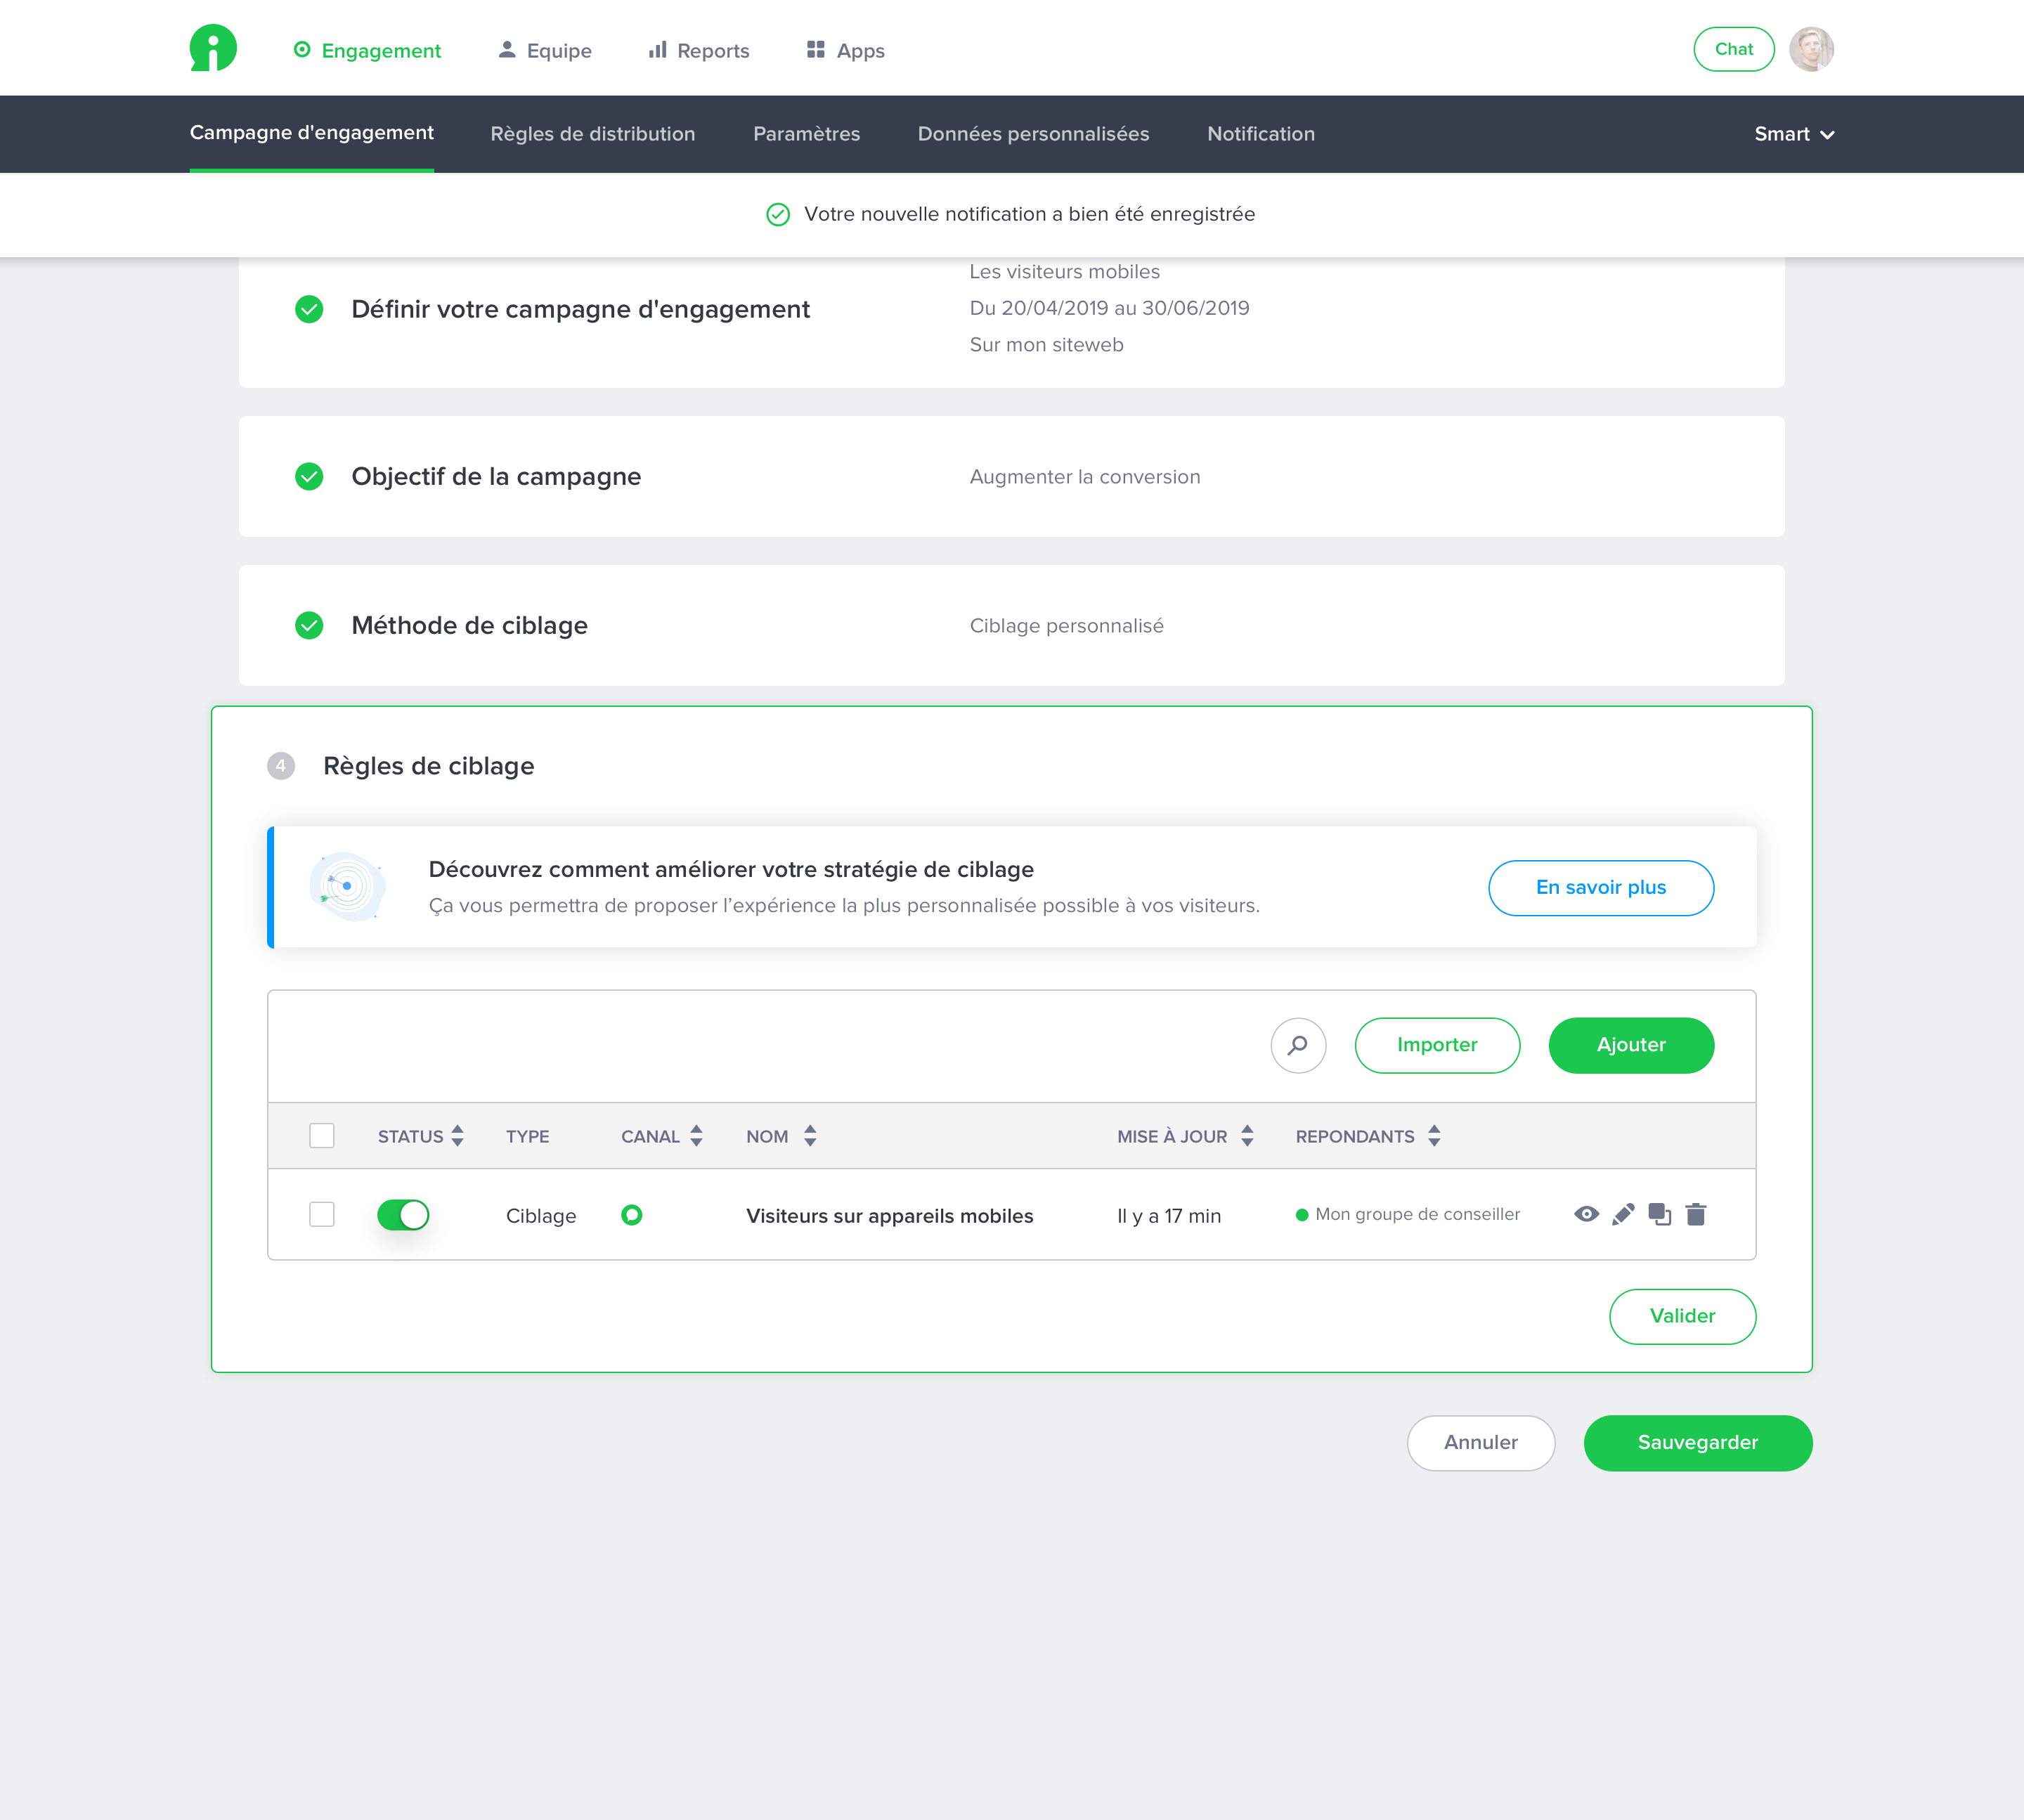 Engagement
Equipe
Reports
Apps
Chat
Campagne d'engagement
Règles de distribution
Paramètres
Données personnalisées
Notification
Smart
Votre nouvelle notification a bien été enregistrée
Les visiteurs mobiles
Définir votre campagne d'engagement
Du 20/04/2019 au 30/06/2019
Sur mon siteweb
Objectif de la campagne
Augmenter la conversion
Méthode de ciblage
Ciblage personnalisé
4 Règles de ciblage
Découvrez comment améliorer votre stratégie de ciblage
Ça vous permettra de proposer l’expérience la plus personnalisée possible à vos visiteurs.
En savoir plus
Importer
Ajouter
STATUS TYPE CANAL NOM MISE À JOUR REPONDANTS
Ciblage Visiteurs sur appareils mobiles Il y a 17 min Mon groupe de conseiller
Valider
Annuler
Sauvegarder